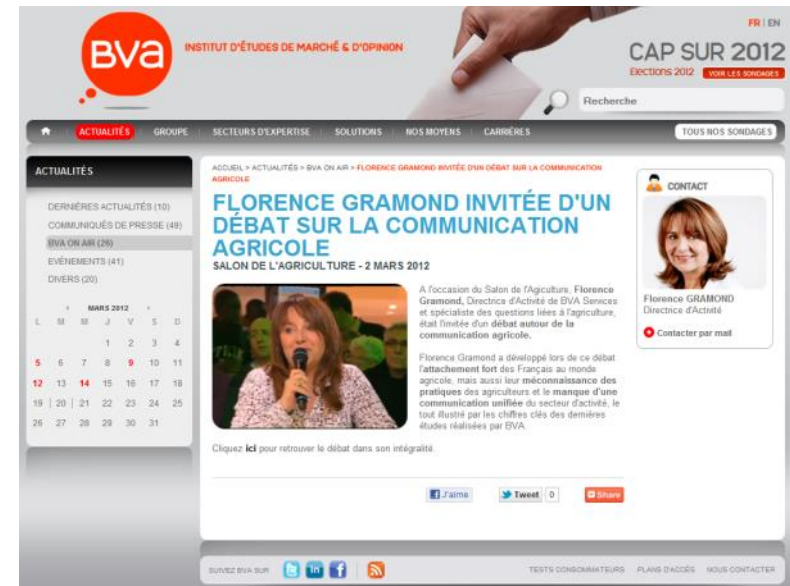 FR | EN
BVa
INSTITUT D'ÉTUDES DE MARCHÉ & D'OPINION
CAP SUR 2012
Elections 2012 VOIR LES SONDAGES
Recherche
ACTUALITÉS GROUPE SECTEURS D'EXPERTISE SOLUTIONS NOS MOYENS CARRIÈRES TOUS NOS SONDAGES
ACTUALITÉS
DERNIÈRES ACTUALITÉS (10)
COMMUNIQUÉS DE PRESSE (49)
BVA ON AIR (26)
EVÉNEMENTS (41)
DIVERS (20)
MARS 2012
L M M J V S D
1 2 3 4
5 6 7 8 9 10 11
12 13 14 15 16 17 18
19 20 21 22 23 24 25
26 27 28 29 30 31
ACCUEIL > ACTUALITÉS > BVA ON AIR > FLORENCE GRAMOND INVITÉE D'UN DÉBAT SUR LA COMMUNICATION
AGRICOLE
FLORENCE GRAMOND INVITÉE D'UN
DÉBAT SUR LA COMMUNICATION
AGRICOLE
SALON DE L'AGRICULTURE - 2 MARS 2012
A l'occasion du Salon de l'Agiculture, Florence
Gramond, Directrice d'Activité de BVA Services
et spécialiste des questions liées à l'agriculture,
était l'invitée d'un débat autour de la
communication agricole.
Florence Gramond a développé lors de ce débat
l'attachement fort des Français au monde
agricole, mais aussi leur méconnaissance des
pratiques des agriculteurs et le manque d'une
communication unifiée du secteur d'activité, le
tout illustré par les chiffres clés des dernières
études réalisées par BVA.
Cliquez ici pour retrouver le débat dans son intégralité.
J'aime Tweet 0 Share
CONTACT
Florence GRAMOND
Directrice d'Activité
Contacter par mail
SUIVEZ BVA SUR
TESTS CONSOMMATEURS PLANS D'ACCÈS NOUS CONTACTER